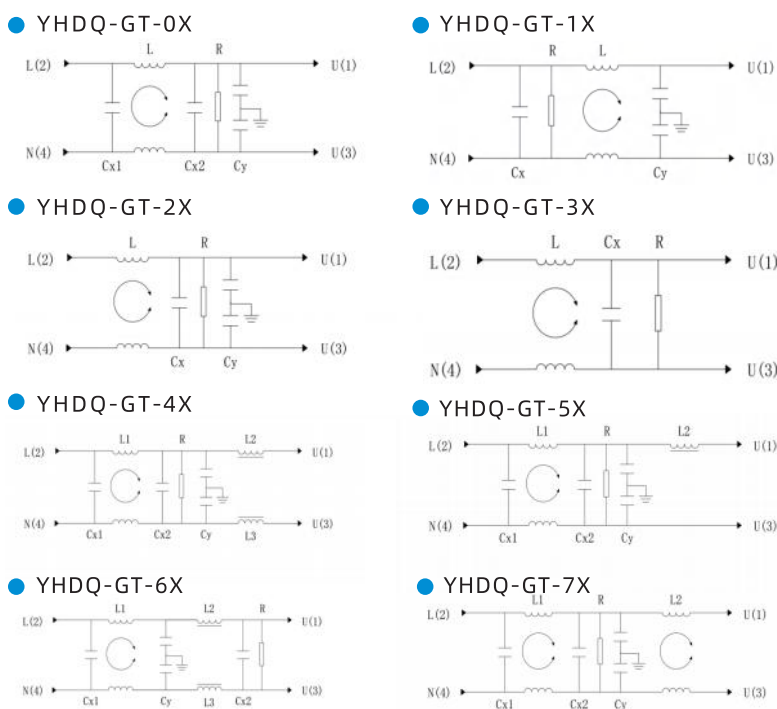 YHDQ-GT-0X
L R
L(2) U(1)
N(4) U(3)
Cx1 Cx2 Cy
YHDQ-GT-1X
R L
L(2) U(1)
N(4) U(3)
Cx Cy
YHDQ-GT-2X
L R
L(2) U(1)
N(4) U(3)
Cx Cy
YHDQ-GT-3X
L Cx R
L(2) U(1)
N(4) U(3)
YHDQ-GT-4X
L1 R L2
L(2) U(1)
N(4) U(3)
Cx1 Cx2 Cy L3
YHDQ-GT-5X
L1 R L2
L(2) U(1)
N(4) U(3)
Cx1 Cx2 Cy
YHDQ-GT-6X
L1 L2 R
L(2) U(1)
N(4) U(3)
Cx1 Cy L3 Cx2
YHDQ-GT-7X
L1 R L2
L(2) U(1)
N(4) U(3)
Cx1 Cx2 Cy